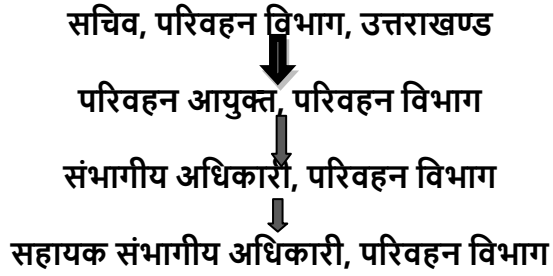 सचिव, परिवहन विभाग, उत्तराखण्ड
परिवहन आयुक्त, परिवहन विभाग
संभागीय अधिकारी, परिवहन विभाग
सहायक संभागीय अधिकारी, परिवहन विभाग